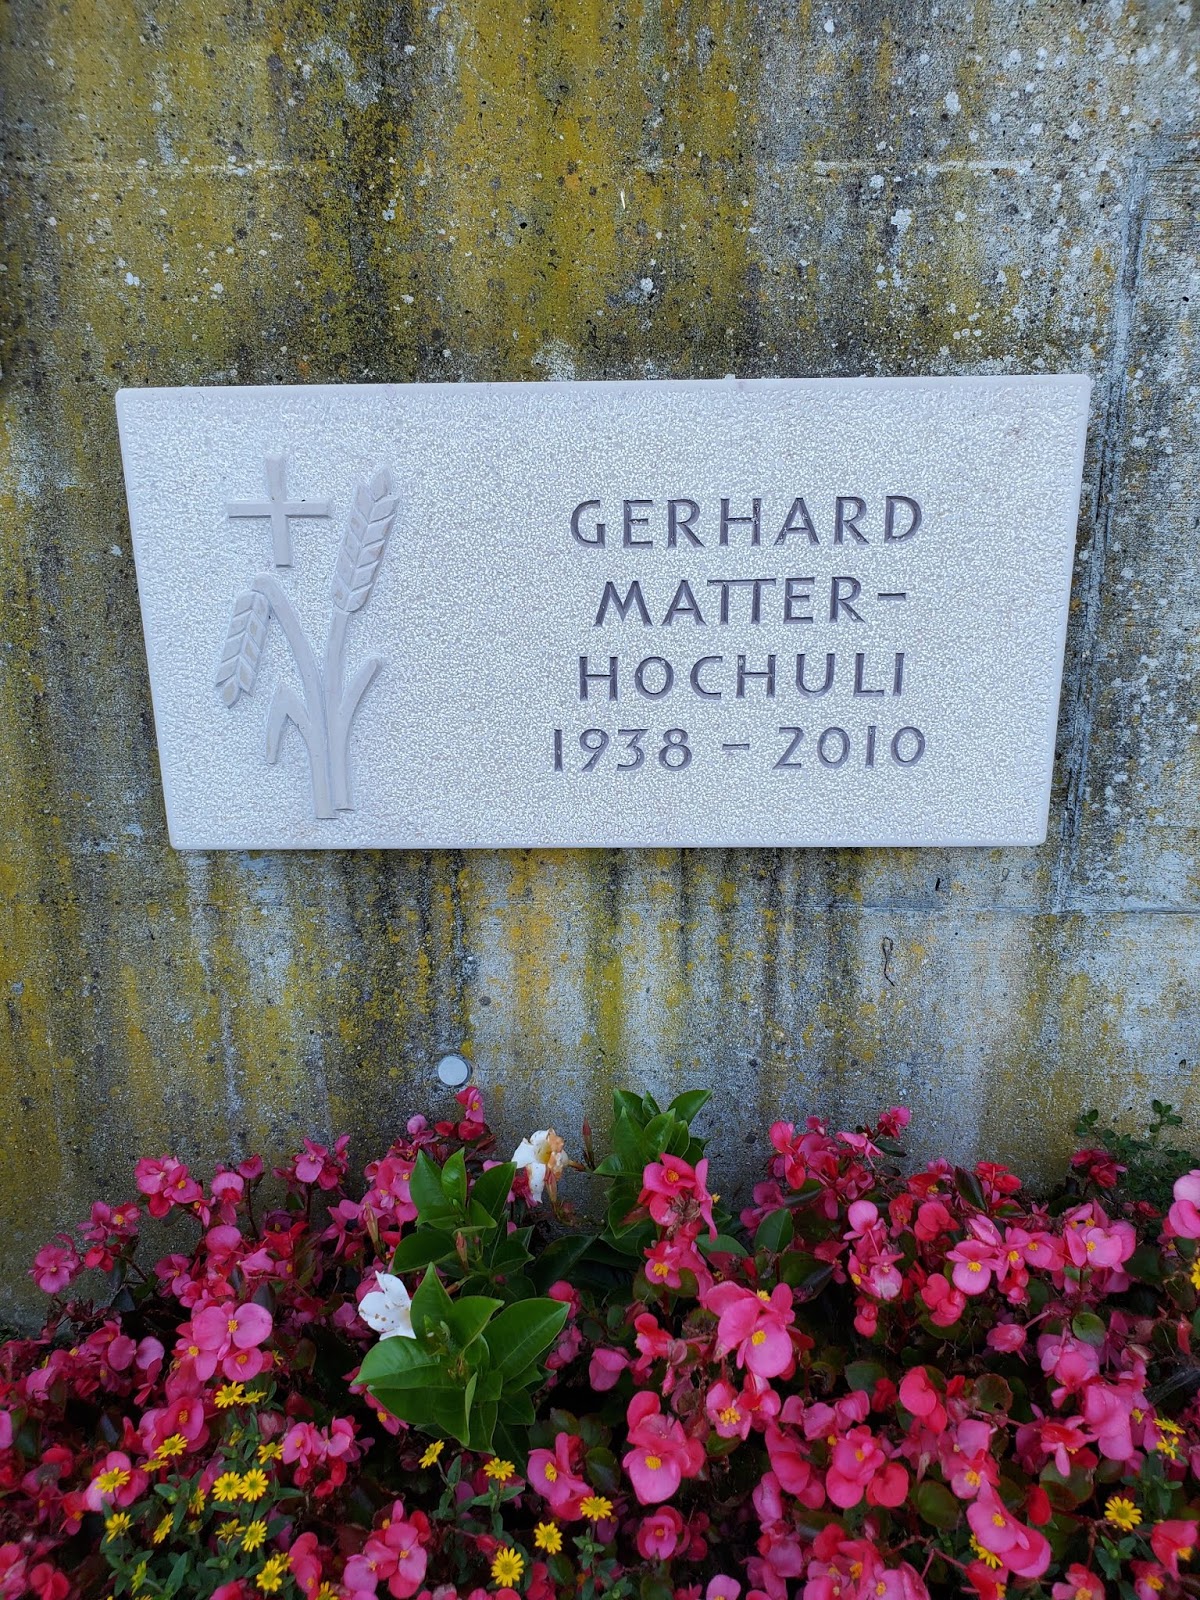 GERHARD
MATTER-
HOCHULI
1938 - 2010